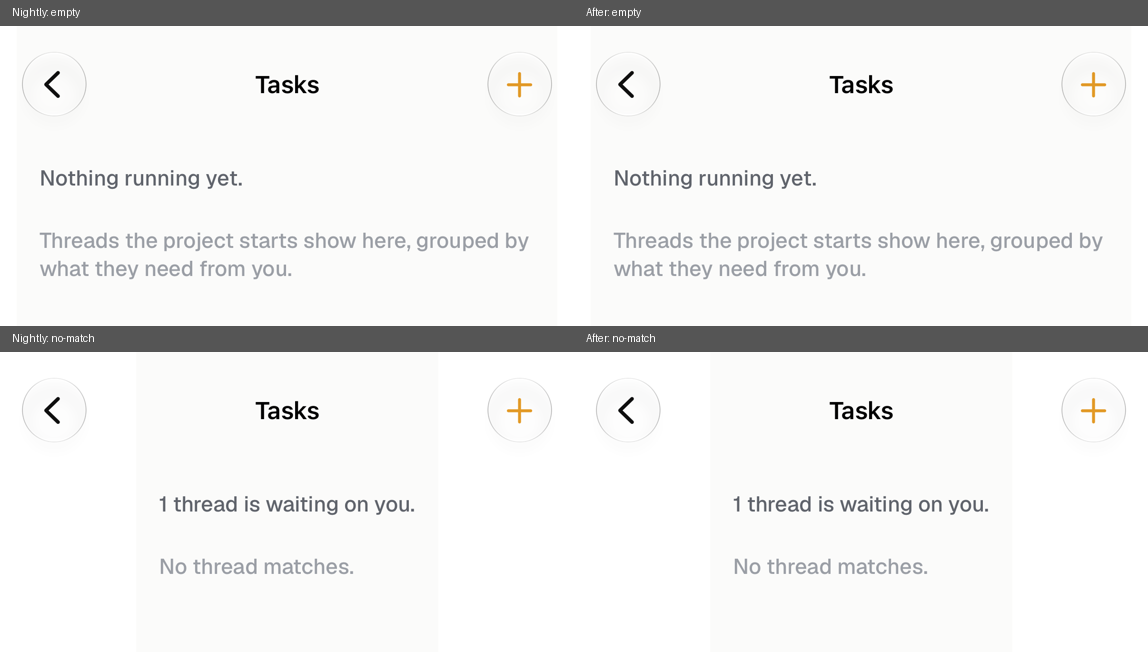 Nightly: empty
After: empty
Tasks
Tasks
Nothing running yet.
Nothing running yet.
Threads the project starts show here, grouped by
what they need from you.
Threads the project starts show here, grouped by
what they need from you.
Nightly: no-match
After: no-match
Tasks
Tasks
1 thread is waiting on you.
1 thread is waiting on you.
No thread matches.
No thread matches.